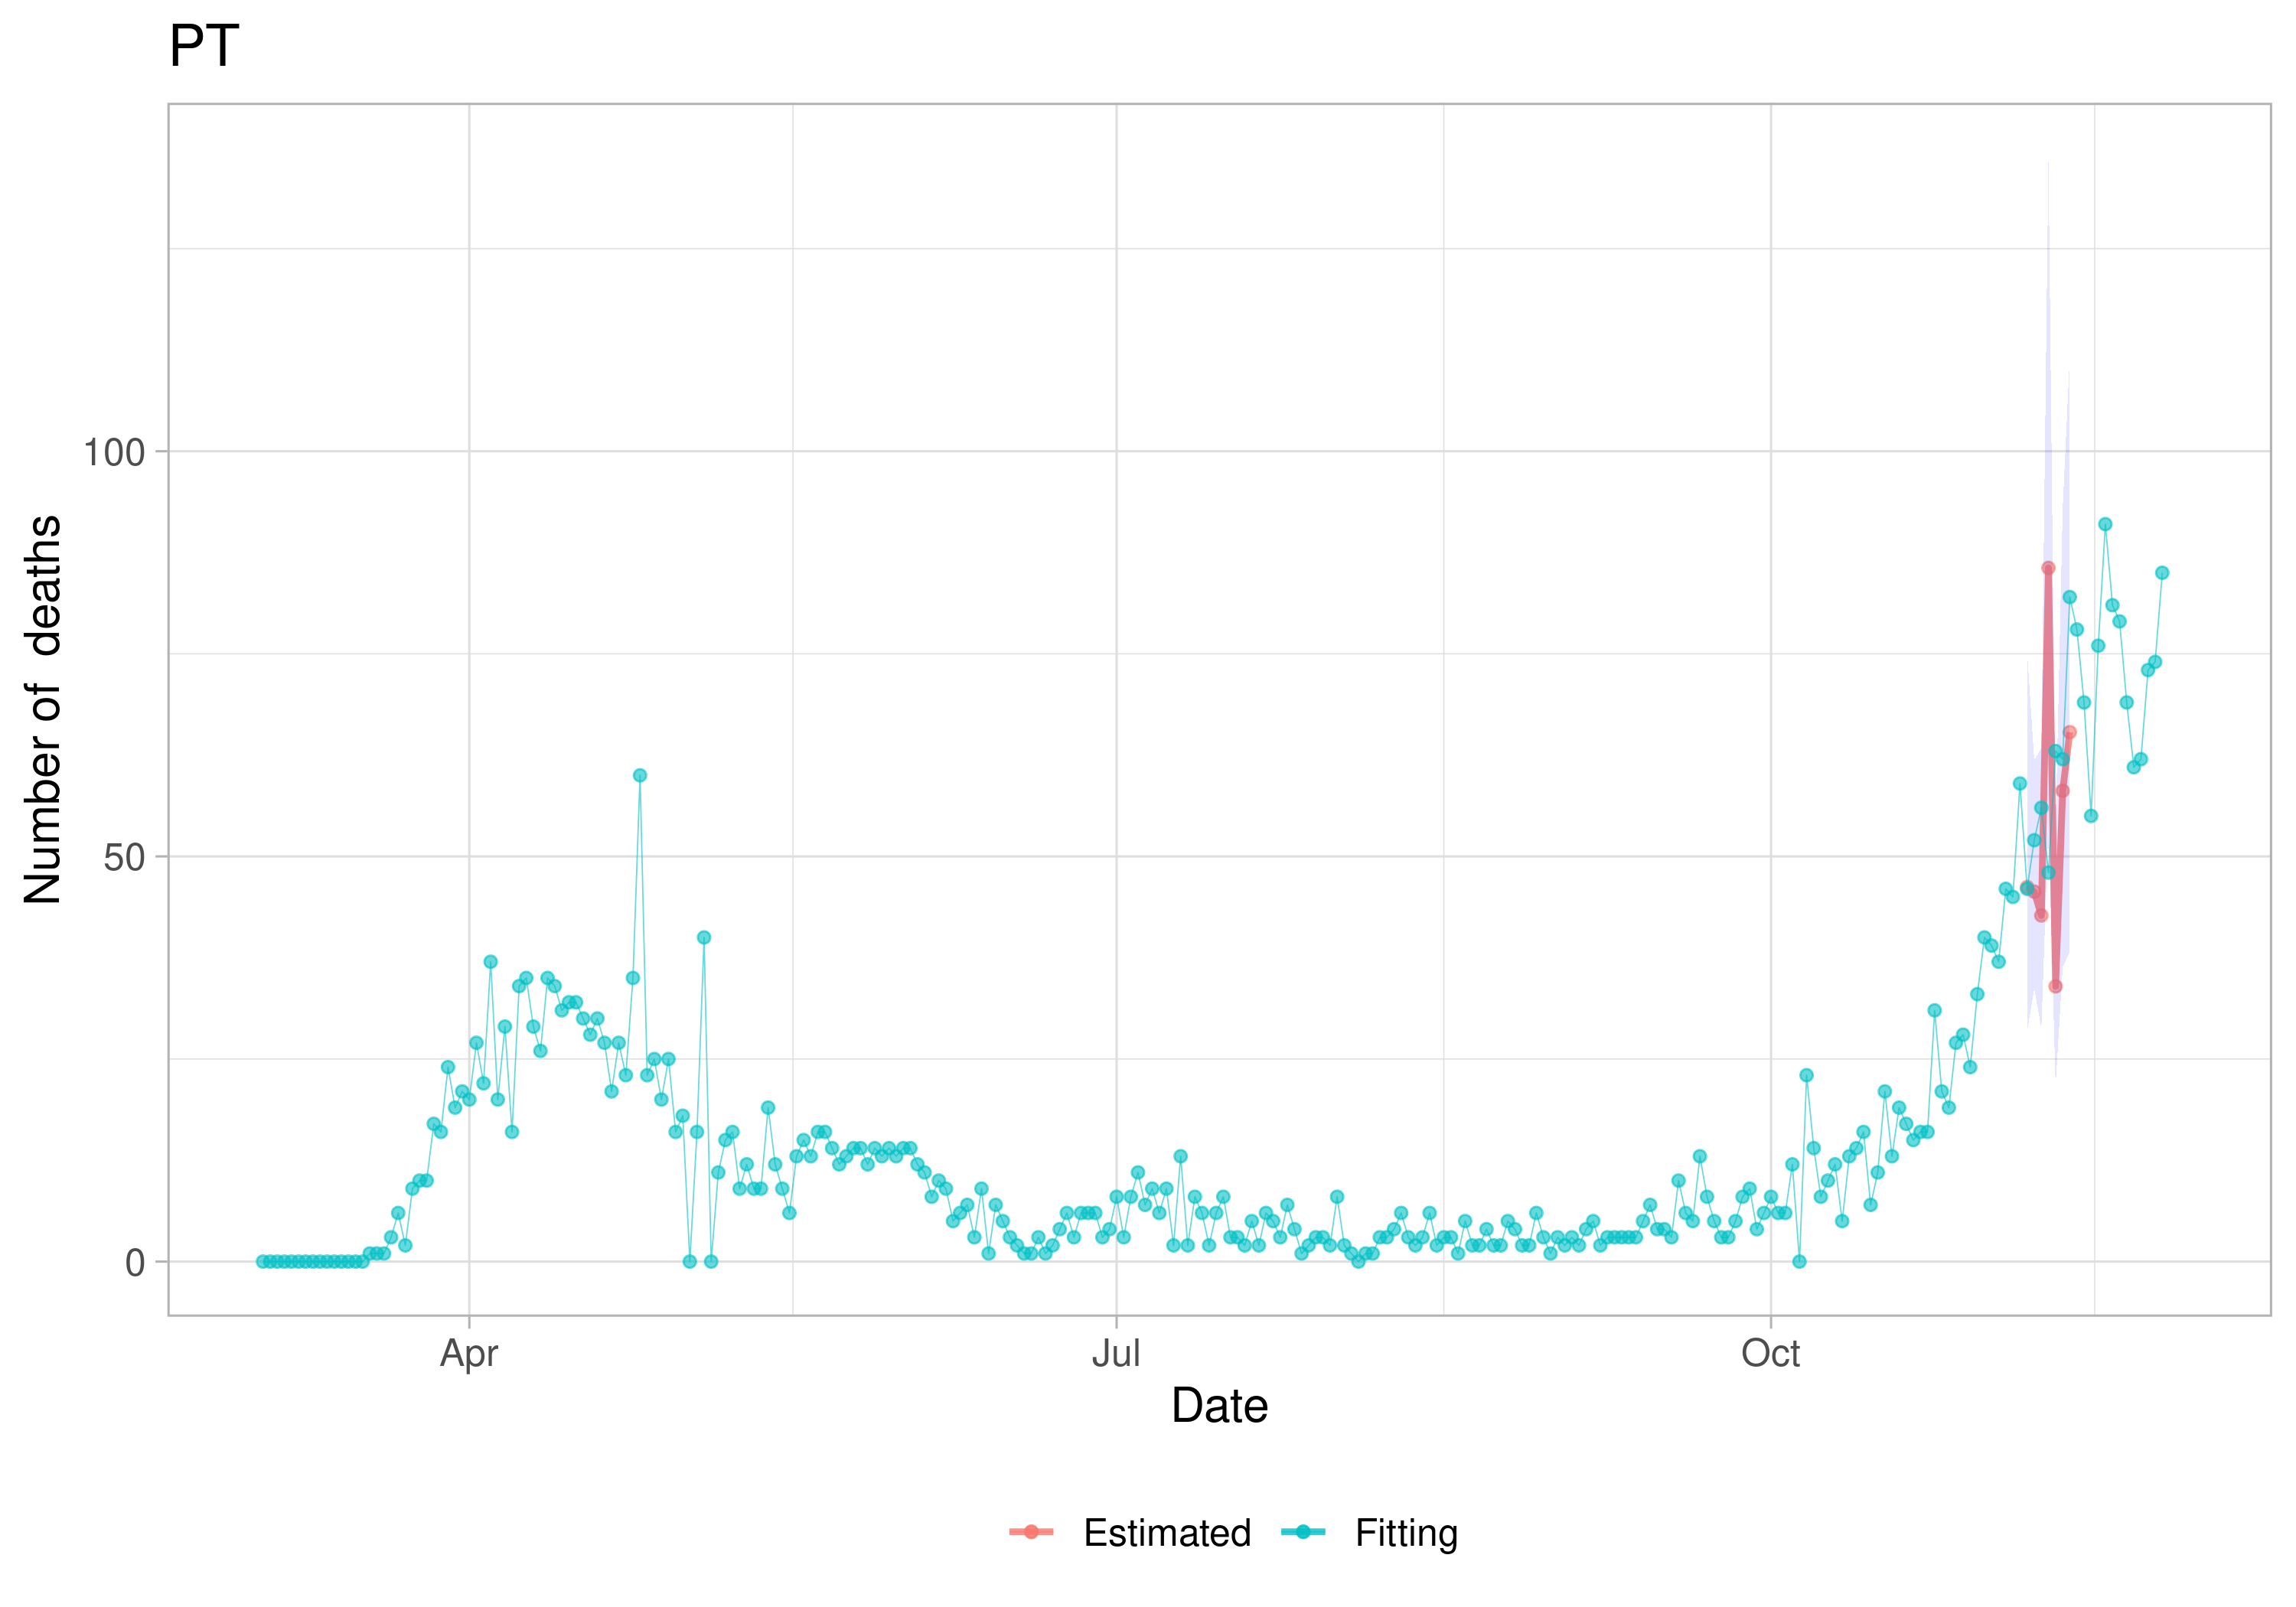 PT
Number of deaths
100
50
0
Apr
Jul
Oct
Date
Estimated
Fitting